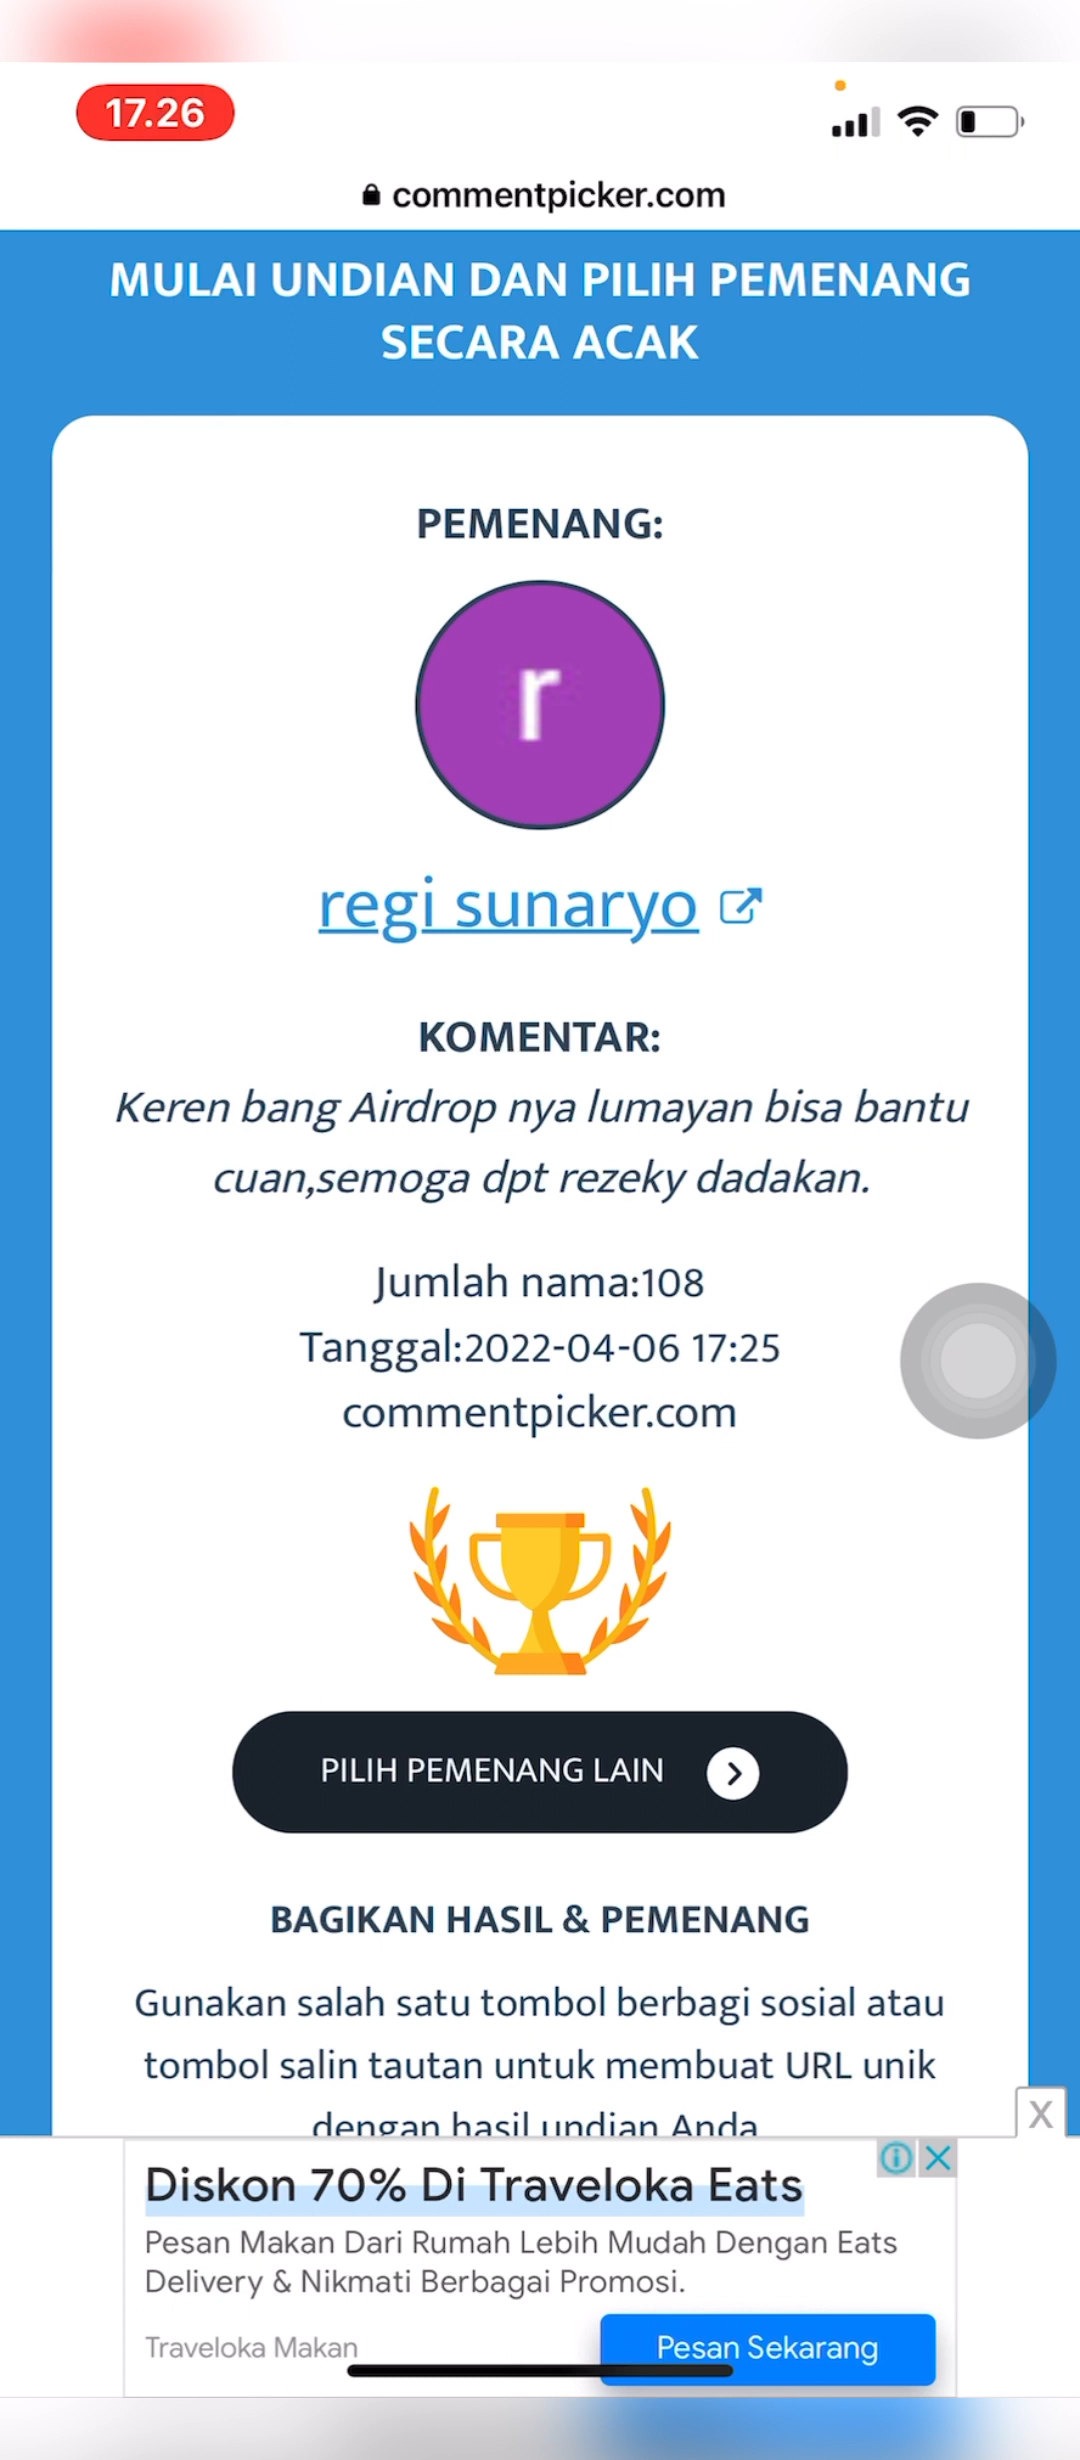 17.26
commentpicker.com
MULAI UNDIAN DAN PILIH PEMENANG
SECARA ACAK
PEMENANG:
r
regi sunaryo
KOMENTAR:
Keren bang Airdrop nya lumayan bisa bantu
cuan,semoga dpt rezeky dadakan.
Jumlah nama:108
Tanggal:2022-04-06 17:25
commentpicker.com
PILIH PEMENANG LAIN
BAGIKAN HASIL & PEMENANG
Gunakan salah satu tombol berbagi sosial atau
tombol salin tautan untuk membuat URL unik
dengan hasil undian Anda
X
Diskon 70% Di Traveloka Eats
Pesan Makan Dari Rumah Lebih Mudah Dengan Eats
Delivery & Nikmati Berbagai Promosi.
Traveloka Makan
Pesan Sekarang